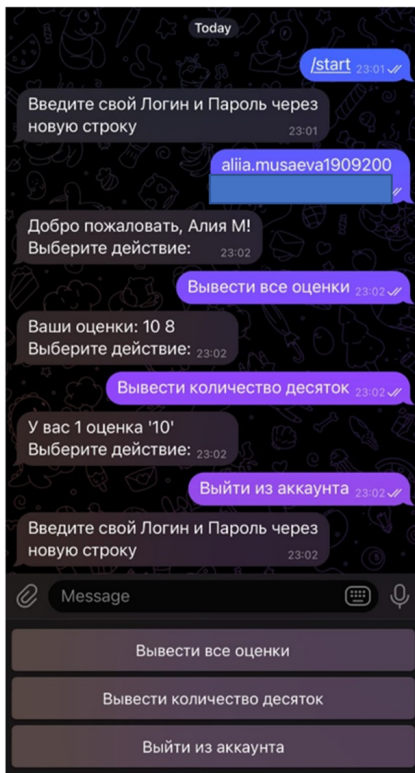 Today
/start 23:01
Введите свой Логин и Пароль через
новую строку 23:01
aliia.musaeva1909200
Добро пожаловать, Алия М!
Выберите действие: 23:02
Вывести все оценки 23:02
Ваши оценки: 10 8
Выберите действие: 23:02
Вывести количество десяток 23:02
У вас 1 оценка '10'
Выберите действие: 23:02
Выйти из аккаунта 23:02
Введите свой Логин и Пароль через
новую строку 23:02
Message
Вывести все оценки
Вывести количество десяток
Выйти из аккаунта